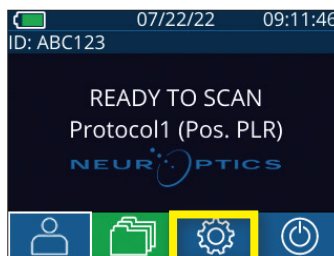 07/22/22 09:11:46
ID: ABC123
READY TO SCAN
Protocol1 (Pos. PLR)
NEUROPTICS